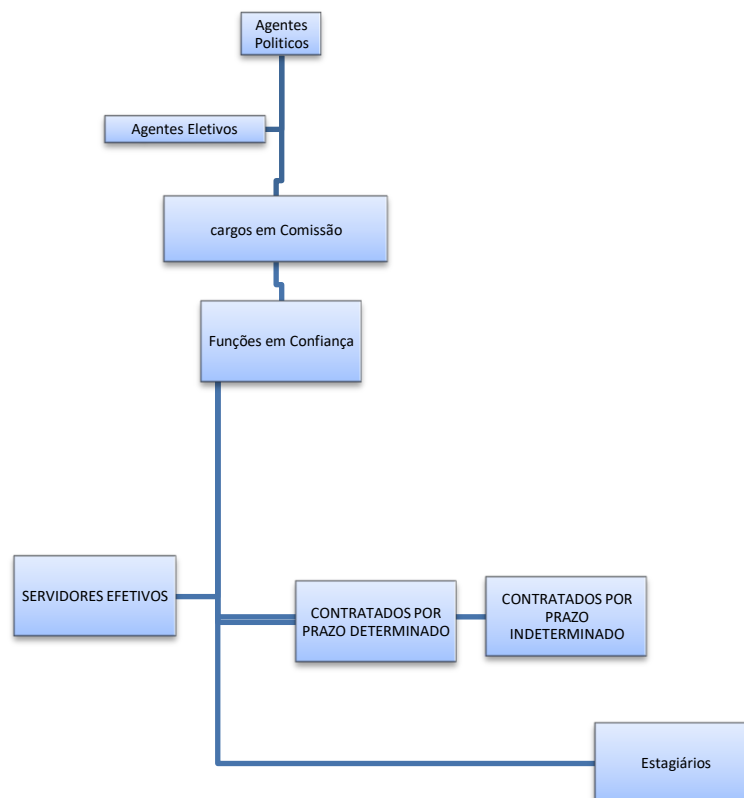 Agentes
Politicos
Agentes Eletivos
cargos em Comissão
Funções em Confiança
SERVIDORES EFETIVOS
CONTRATADOS POR
PRAZO DETERMINADO
CONTRATADOS POR
PRAZO
INDETERMINADO
Estagiários